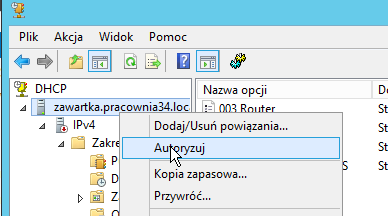 Plik Akcja Widok Pomoc
DHCP
zawartka.pracownia34.loc
IPv4
Zakre
Nazwa opcji
003 Router
Dodaj/Usuń powiązania...
Autoryzuj
Kopia zapasowa...
Przywróć...